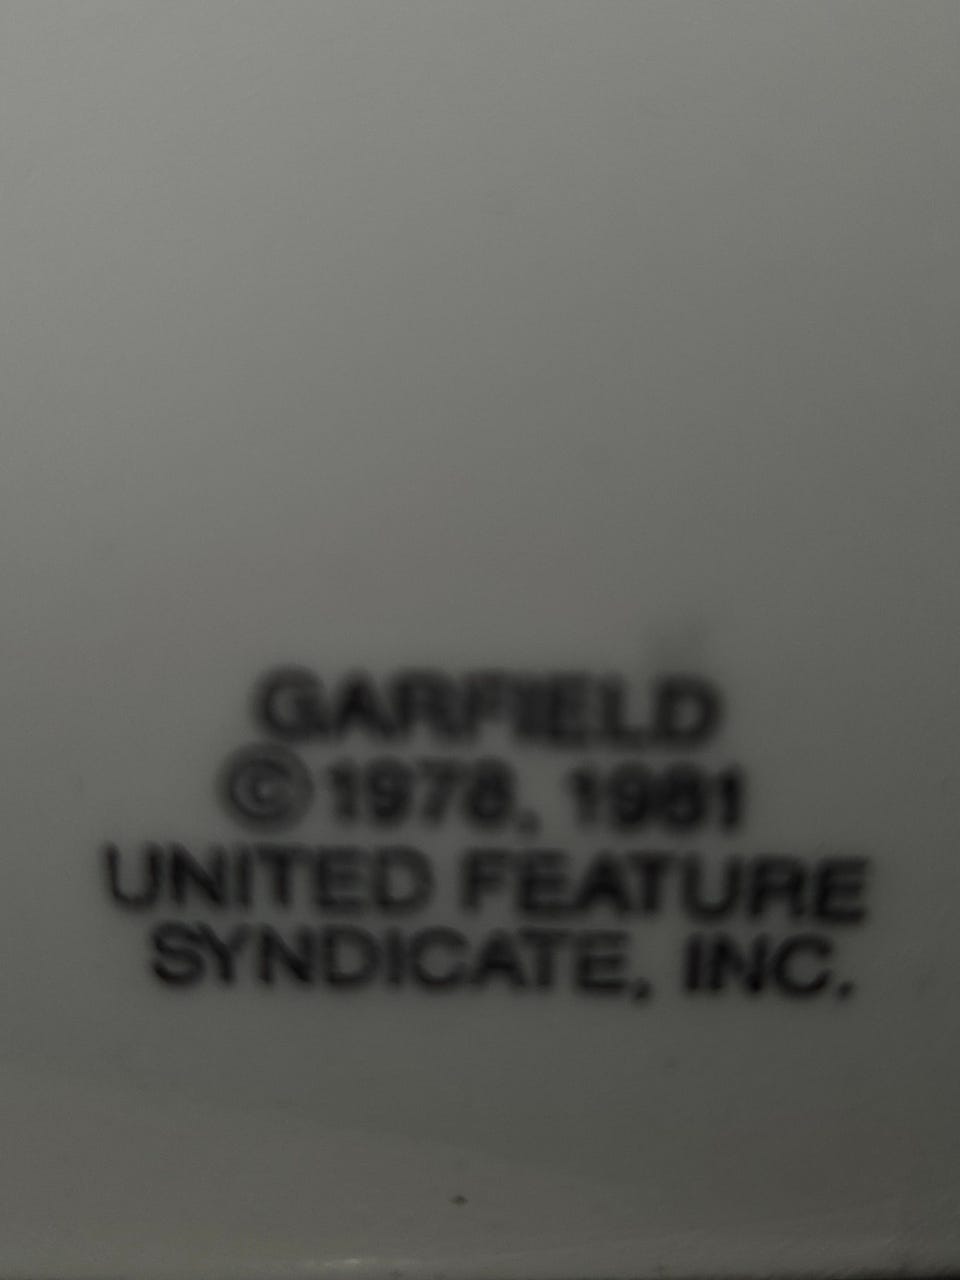 GARFIELD
©1978, 1981
UNITED FEATURE
SYNDICATE, INC.